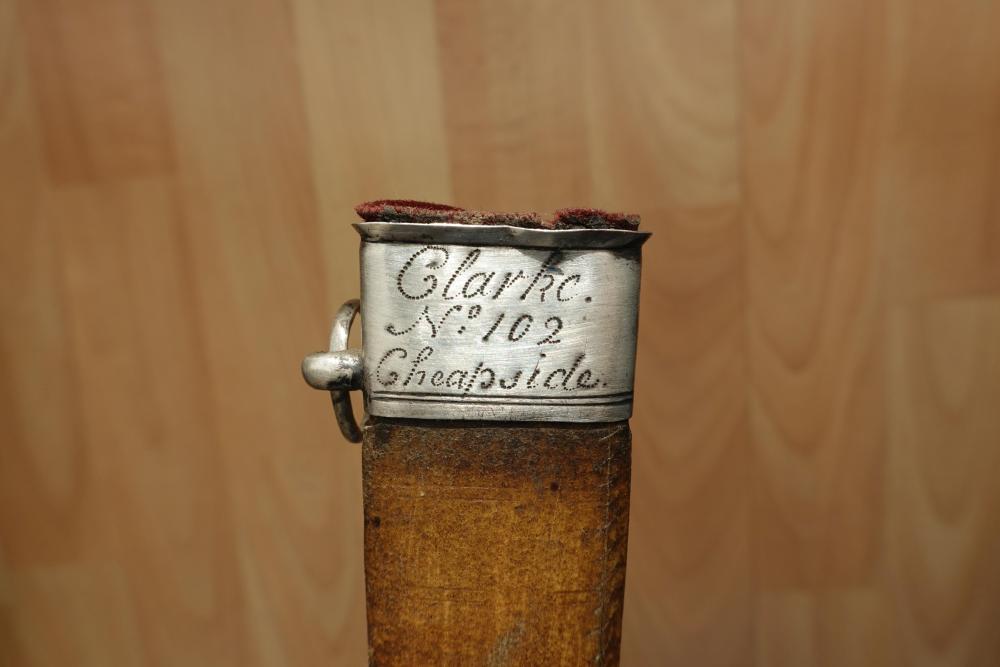 Clarke.
Nº. 102
Cheapside.